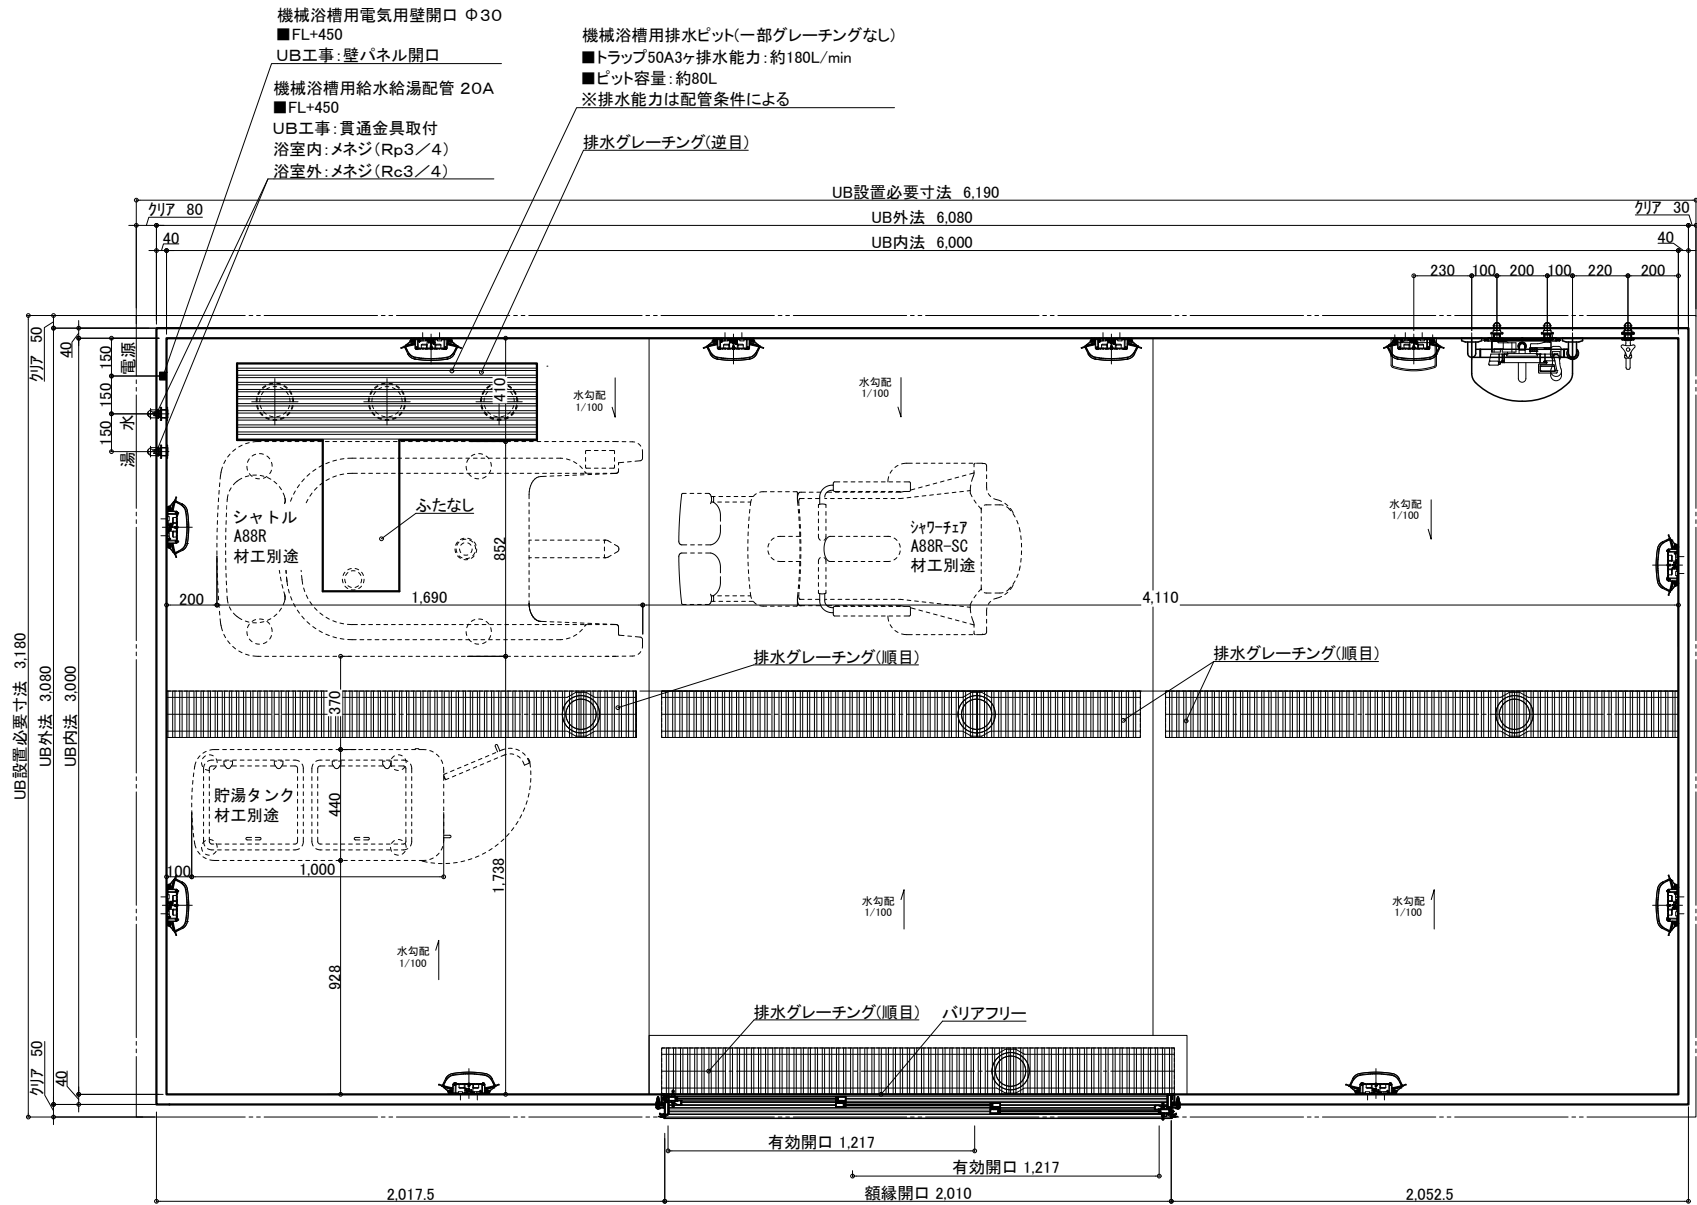 機械浴槽用電気用壁開口 Φ30
■FL+450
UB工事:壁パネル開口
機械浴槽用給水給湯配管 20A
■FL+450
UB工事:貫通金具取付
浴室内:メネジ(Rp3/4)
浴室外:メネジ(Rc3/4)
機械浴槽用排水ピット(一部グレーチングなし)
■トラップ50A3ヶ排水能力:約180L/min
■ピット容量:約80L
※排水能力は配管条件による
排水グレーチング(逆目)
UB設置必要寸法 6,190
クリア 80
UB外法 6,080
クリア 30
40
UB内法 6,000
40
230
100
200
100
220
200
クリア 50
40
150
電源
150
水
150
湯
410
水勾配
1/100
水勾配
1/100
水勾配
1/100
シャトル
A88R
材工別途
ふたなし
852
シャワーチェア
A88R-SC
材工別途
200
1,690
4,110
UB設置必要寸法 3,180
UB外法 3,080
UB内法 3,000
排水グレーチング(順目)
排水グレーチング(順目)
370
貯湯タンク
材工別途
440
100
1,000
1,738
水勾配
1/100
水勾配
1/100
水勾配
1/100
928
排水グレーチング(順目)
バリアフリー
クリア 50
40
有効開口 1,217
有効開口 1,217
2,017.5
額縁開口 2,010
2,052.5